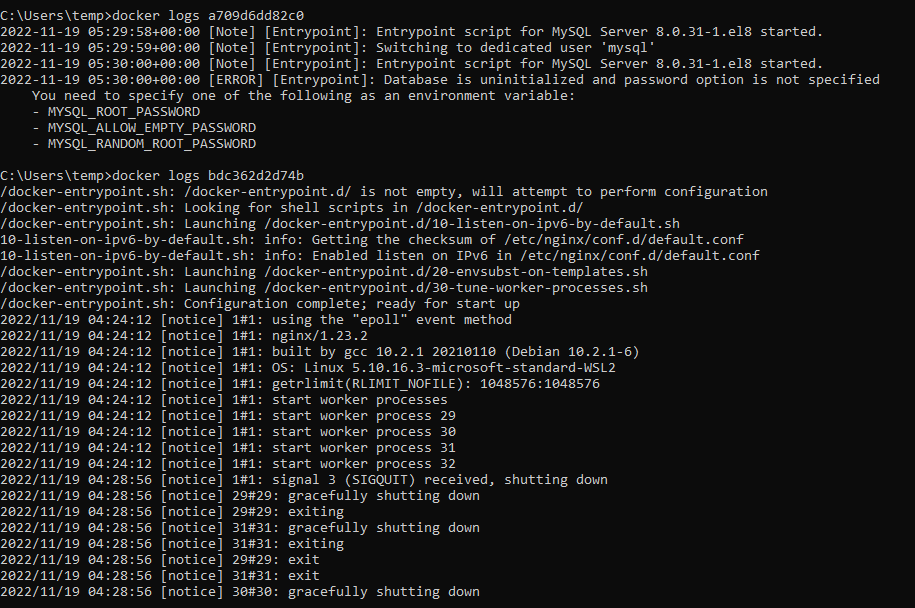 C:\Users\temp>docker logs a709d6dd82c0
2022-11-19 05:29:58+00:00 [Note] [Entrypoint]: Entrypoint script for MySQL Server 8.0.31-1.el8 started.
2022-11-19 05:29:59+00:00 [Note] [Entrypoint]: Switching to dedicated user 'mysql'
2022-11-19 05:30:00+00:00 [Note] [Entrypoint]: Entrypoint script for MySQL Server 8.0.31-1.el8 started.
2022-11-19 05:30:00+00:00 [ERROR] [Entrypoint]: Database is uninitialized and password option is not specified
    You need to specify one of the following as an environment variable:
    - MYSQL_ROOT_PASSWORD
    - MYSQL_ALLOW_EMPTY_PASSWORD
    - MYSQL_RANDOM_ROOT_PASSWORD
C:\Users\temp>docker logs bdc362d2d74b
/docker-entrypoint.sh: /docker-entrypoint.d/ is not empty, will attempt to perform configuration
/docker-entrypoint.sh: Looking for shell scripts in /docker-entrypoint.d/
/docker-entrypoint.sh: Launching /docker-entrypoint.d/10-listen-on-ipv6-by-default.sh
10-listen-on-ipv6-by-default.sh: info: Getting the checksum of /etc/nginx/conf.d/default.conf
10-listen-on-ipv6-by-default.sh: info: Enabled listen on IPv6 in /etc/nginx/conf.d/default.conf
/docker-entrypoint.sh: Launching /docker-entrypoint.d/20-envsubst-on-templates.sh
/docker-entrypoint.sh: Launching /docker-entrypoint.d/30-tune-worker-processes.sh
/docker-entrypoint.sh: Configuration complete; ready for start up
2022/11/19 04:24:12 [notice] 1#1: using the "epoll" event method
2022/11/19 04:24:12 [notice] 1#1: nginx/1.23.2
2022/11/19 04:24:12 [notice] 1#1: built by gcc 10.2.1 20210110 (Debian 10.2.1-6)
2022/11/19 04:24:12 [notice] 1#1: OS: Linux 5.10.16.3-microsoft-standard-WSL2
2022/11/19 04:24:12 [notice] 1#1: getrlimit(RLIMIT_NOFILE): 1048576:1048576
2022/11/19 04:24:12 [notice] 1#1: start worker processes
2022/11/19 04:24:12 [notice] 1#1: start worker process 29
2022/11/19 04:24:12 [notice] 1#1: start worker process 30
2022/11/19 04:24:12 [notice] 1#1: start worker process 31
2022/11/19 04:24:12 [notice] 1#1: start worker process 32
2022/11/19 04:28:56 [notice] 1#1: signal 3 (SIGQUIT) received, shutting down
2022/11/19 04:28:56 [notice] 29#29: gracefully shutting down
2022/11/19 04:28:56 [notice] 29#29: exiting
2022/11/19 04:28:56 [notice] 31#31: gracefully shutting down
2022/11/19 04:28:56 [notice] 31#31: exiting
2022/11/19 04:28:56 [notice] 29#29: exit
2022/11/19 04:28:56 [notice] 31#31: exit
2022/11/19 04:28:56 [notice] 30#30: gracefully shutting down